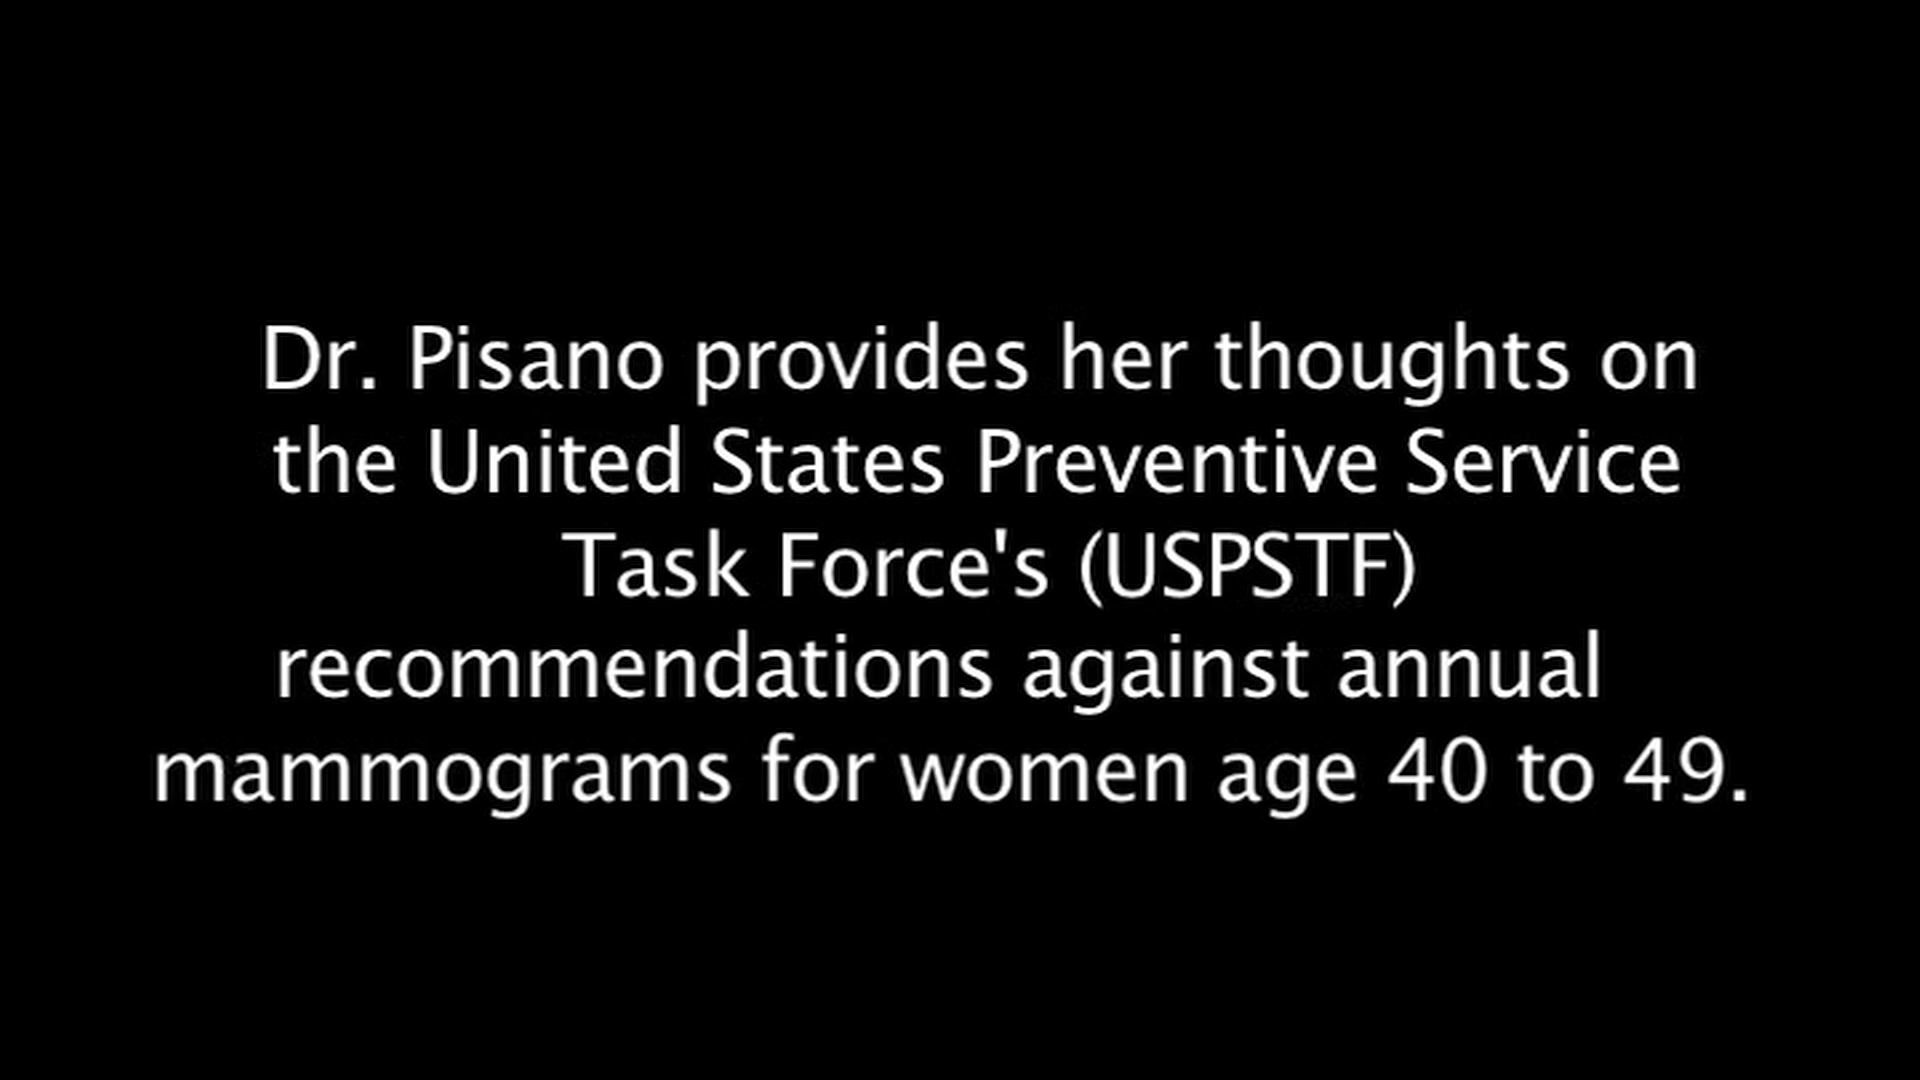 Dr. Pisano provides her thoughts on
the United States Preventive Service
Task Force's (USPSTF)
recommendations against annual
mammograms for women age 40 to 49.